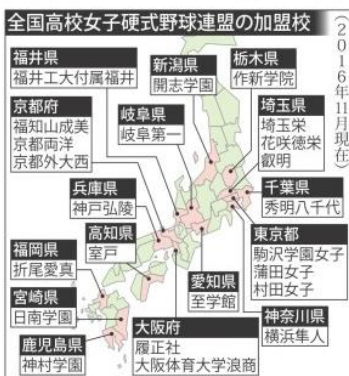 全国高校女子硬式野球連盟の加盟校
(2016年11月現在)
福井県
福井工大付属福井
京都府
福知山成美
京都両洋
京都外大西
兵庫県
神戸弘陵
高知県
室戸
福岡県
折尾愛真
宮崎県
日南学園
鹿児島県
神村学園
新潟県
開志学園
岐阜県
岐阜第一
栃木県
作新学院
埼玉県
埼玉栄
花咲徳栄
叡明
千葉県
秀明八千代
東京都
駒沢学園女子
蒲田女子
村田女子
神奈川県
横浜隼人
愛知県
至学館
大阪府
履正社
大阪体育大学浪商